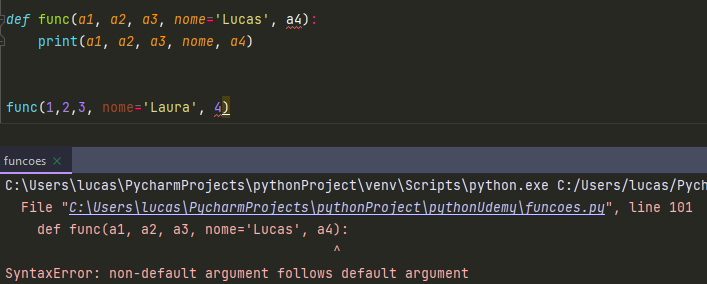 def func(a1, a2, a3, nome='Lucas', a4):
    print(a1, a2, a3, nome, a4)
func(1,2,3, nome='Laura', 4)
funcoes ×
C:\Users\lucas\PycharmProjects\pythonProject\venv\Scripts\python.exe C:/Users/lucas/Pych
  File "C:\Users\lucas\PycharmProjects\pythonProject\pythonUdemy\funcoes.py", line 101
    def func(a1, a2, a3, nome='Lucas', a4):
                                         ^
SyntaxError: non-default argument follows default argument